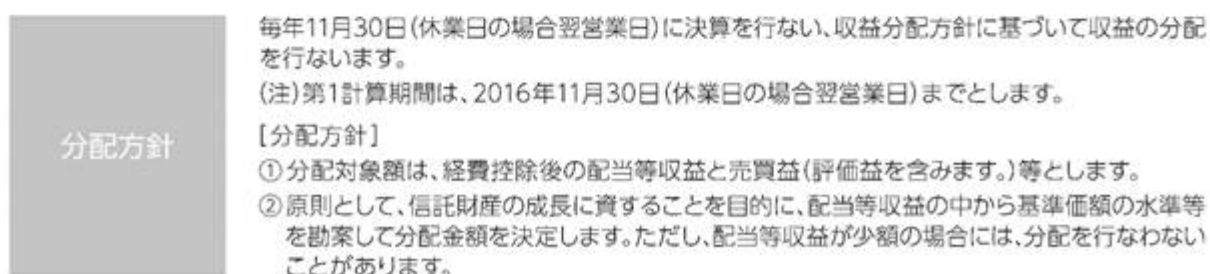 分配方針
毎年11月30日(休業日の場合翌営業日)に決算を行ない、収益分配方針に基づいて収益の分配
を行ないます。
(注)第1計算期間は、2016年11月30日(休業日の場合翌営業日)までとします。
[分配方針]
①分配対象額は、経費控除後の配当等収益と売買益(評価益を含みます。)等とします。
②原則として、信託財産の成長に資することを目的に、配当等収益の中から基準価額の水準等
を勘案して分配金額を決定します。ただし、配当等収益が少額の場合には、分配を行なわない
ことがあります。